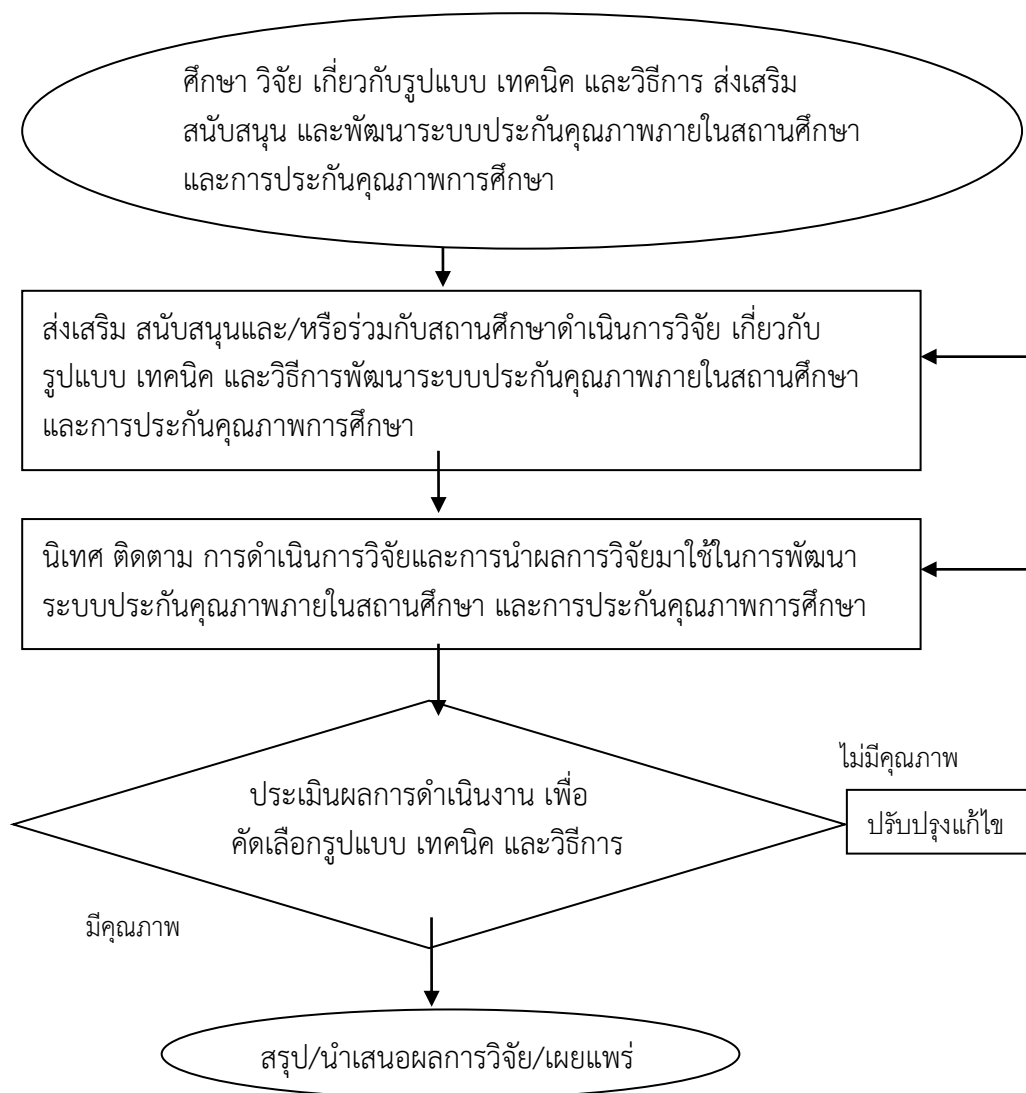 ศึกษา วิจัย เกี่ยวกับรูปแบบ เทคนิค และวิธีการ ส่งเสริม
สนับสนุน และพัฒนาระบบประกันคุณภาพภายในสถานศึกษา
และการประกันคุณภาพการศึกษา
ส่งเสริม สนับสนุนและ/หรือร่วมกับสถานศึกษาดำเนินการวิจัย เกี่ยวกับ
รูปแบบ เทคนิค และวิธีการพัฒนาระบบประกันคุณภาพภายในสถานศึกษา
และการประกันคุณภาพการศึกษา
นิเทศ ติดตาม การดำเนินการวิจัยและการนำผลการวิจัยมาใช้ในการพัฒนา
ระบบประกันคุณภาพภายในสถานศึกษา และการประกันคุณภาพการศึกษา
ไม่มีคุณภาพ
ประเมินผลการดำเนินงาน เพื่อ
คัดเลือกรูปแบบ เทคนิค และวิธีการ
ปรับปรุงแก้ไข
มีคุณภาพ
สรุป/นำเสนอผลการวิจัย/เผยแพร่